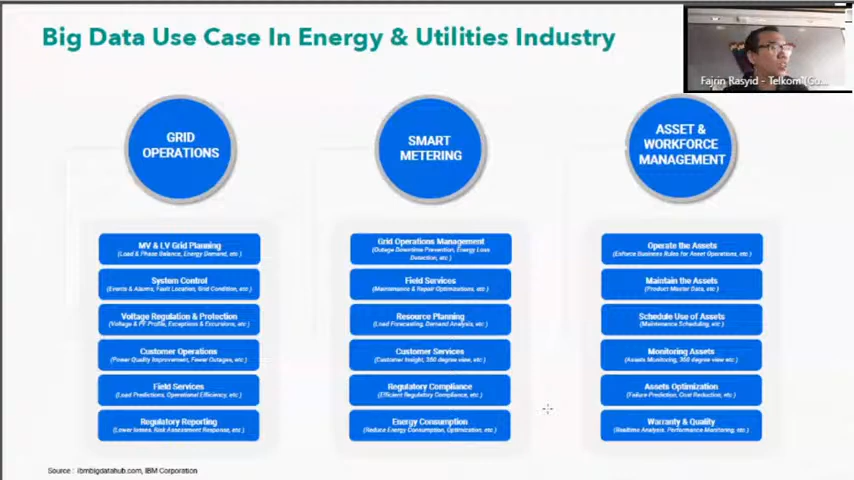 Big Data Use Case In Energy & Utilities Industry
Fajrin Rasyid - Telkom
GRID
OPERATIONS
MV & LV Grid Planning
(Load & Phase Balance, Energy Demand, etc )
System Control
(Events & Alarms, Fault Location, Grid Condition, etc )
Voltage Regulation & Protection
(Voltage & PF Profile, Exceptions & Excursions, etc )
Customer Operations
(Power Quality Improvement, Fewer Outages, etc )
Field Services
(Load Predictions, Operational Efficiency, etc )
Regulatory Reporting
(Lower losses, Risk Assessment Response, etc )
SMART
METERING
Grid Operations Management
(Outage Downtime Prevention, Energy Loss
Detection, etc )
Field Services
(Maintenance & Repair Optimizations, etc )
Resource Planning
(Load Forecasting, Demand Analysis, etc )
Customer Services
(Customer Insight, 360 degree view, etc )
Regulatory Compliance
(Efficient Regulatory Compliance, etc )
Energy Consumption
(Reduce Energy Consumption, Optimization, etc )
ASSET &
WORKFORCE
MANAGEMENT
Operate the Assets
(Enforce Business Rules for Asset Operations, etc )
Maintain the Assets
(Product Master Data, etc )
Schedule Use of Assets
(Maintenance Scheduling, etc )
Monitoring Assets
(Assets Monitoring, 360 degree view etc )
Assets Optimization
(Failure Prediction, Cost Reduction, etc )
Warranty & Quality
(Realtime Analysis, Performance Monitoring, etc )
Source : ibmbigdatahub.com, IBM Corporation